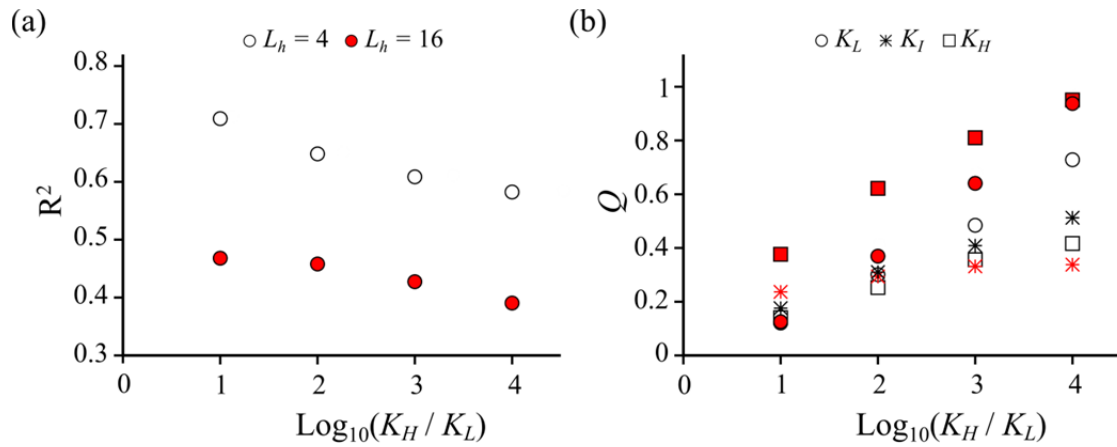 (a)
○ L_h = 4 ● L_h = 16
0.8
0.7
0.6
0.5
0.4
0.3
R²
0 1 2 3 4
Log₁₀(K_H / K_L)
(b)
○ K_L ✳ K_I □ K_H
1
0.8
0.6
0.4
0.2
0
Q
0 1 2 3 4
Log₁₀(K_H / K_L)